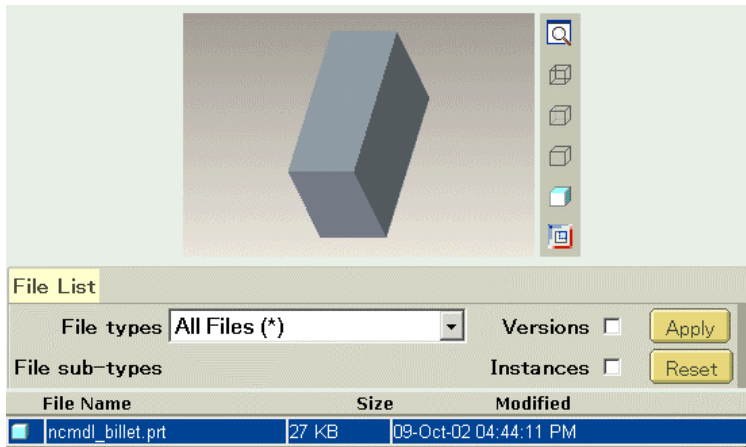 File List
File types All Files (*) Versions Apply
File sub-types Instances Reset
File Name Size Modified
ncmdl_billet.prt 27 KB 09-Oct-02 04:44:11 PM